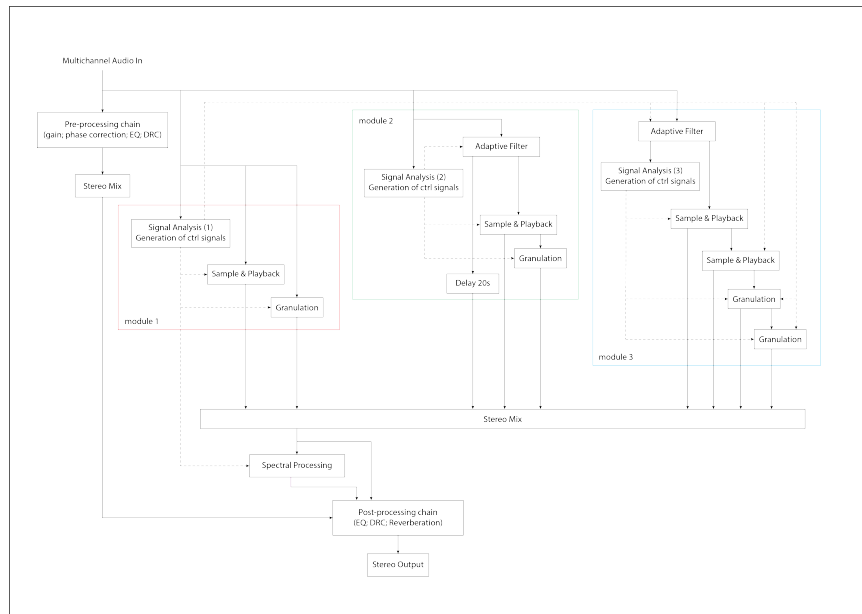 Multichannel Audio In
Pre-processing chain
(gain; phase correction; EQ; DRC)
Stereo Mix
Signal Analysis (1)
Generation of ctrl signals
Sample & Playback
Granulation
module 1
module 2
Adaptive Filter
Signal Analysis (2)
Generation of ctrl signals
Sample & Playback
Granulation
Delay 20s
Adaptive Filter
Signal Analysis (3)
Generation of ctrl signals
Sample & Playback
Sample & Playback
Granulation
Granulation
module 3
Stereo Mix
Spectral Processing
Post-processing chain
(EQ; DRC; Reverberation)
Stereo Output